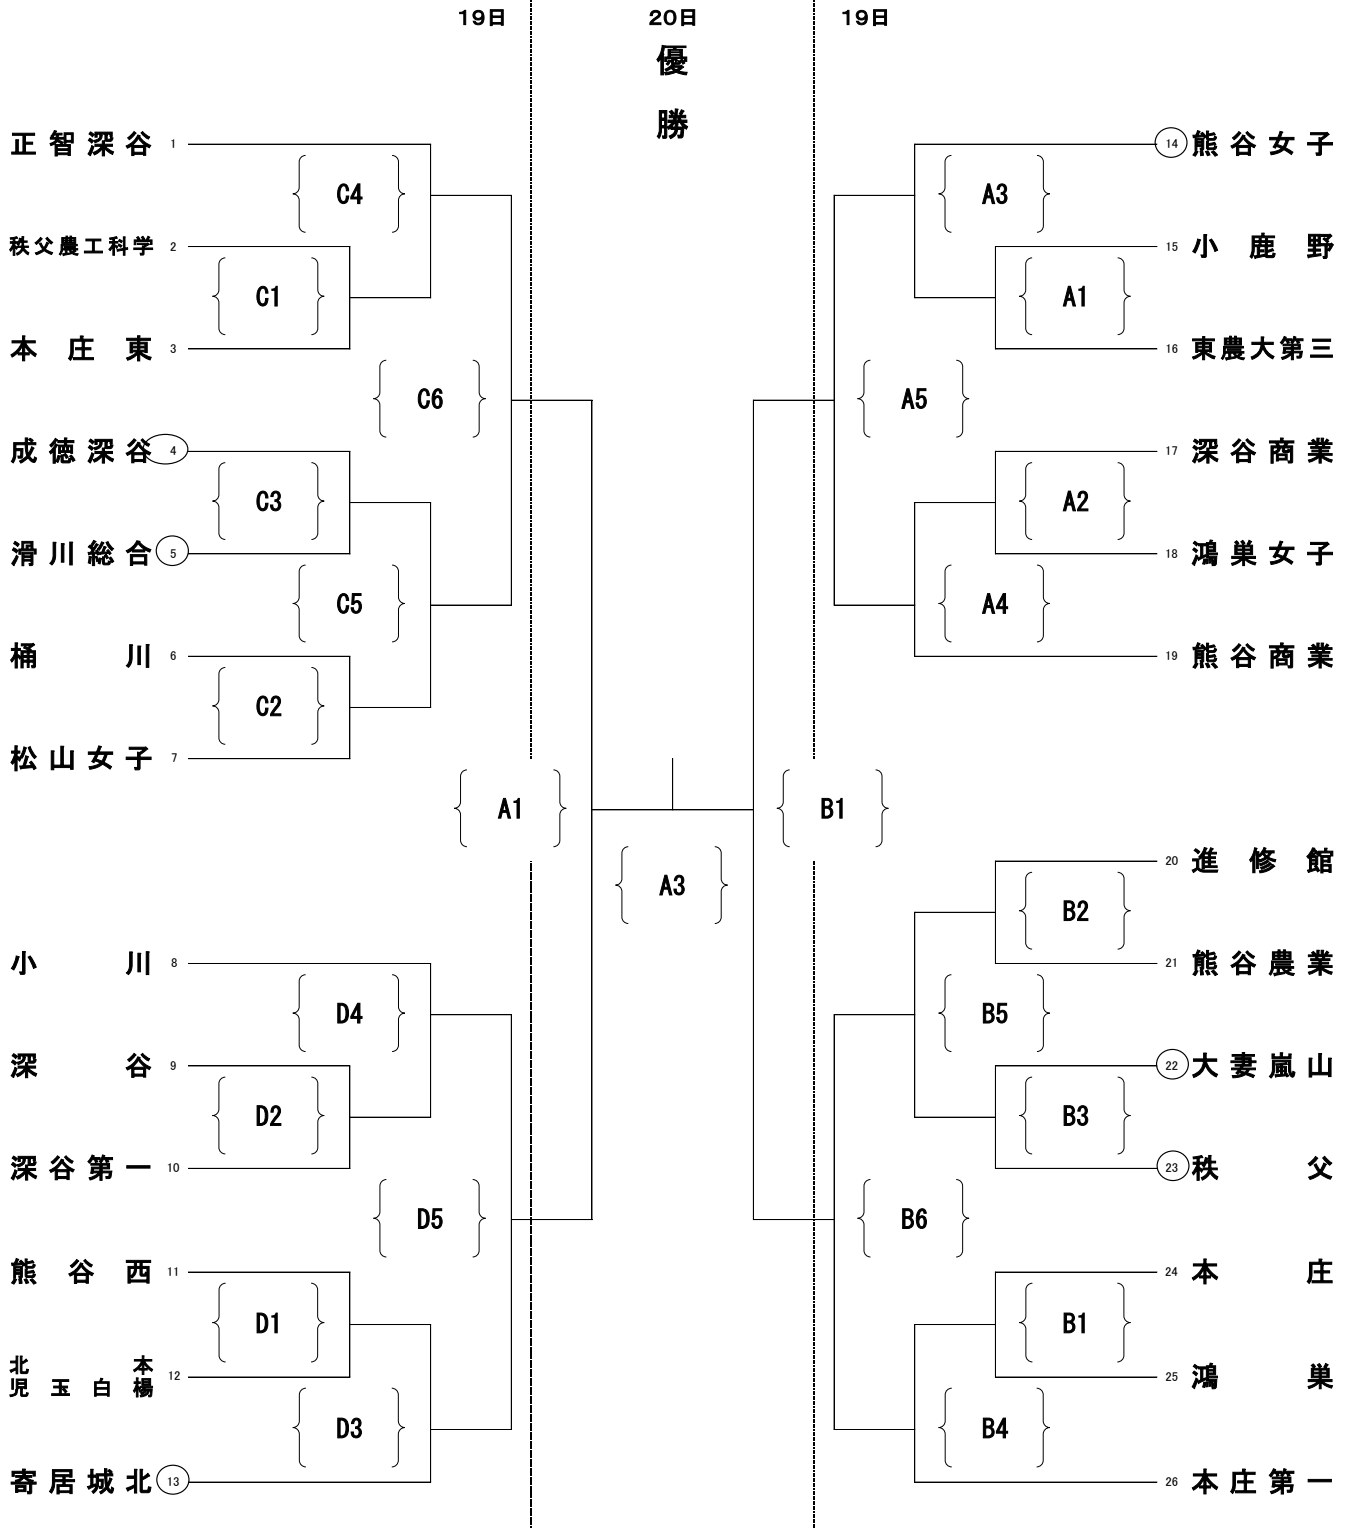 19日 20日 19日
優
勝
正智深谷 1
C4
秩父農工科学 2
C1
本庄東 3
C6
成徳深谷 4
C3
滑川総合 5
C5
桶川 6
C2
松山女子 7
A1
小川 8
D4
深谷 9
D2
深谷第一 10
D5
熊谷西 11
D1
北本
児玉白楊 12
D3
寄居城北 13
A3
14 熊谷女子
A3
15 小鹿野
A1
16 東農大第三
A5
17 深谷商業
A2
18 鴻巣女子
A4
19 熊谷商業
B1
20 進修館
B2
21 熊谷農業
B5
22 大妻嵐山
B3
23 秩父
B6
24 本庄
B1
25 鴻巣
B4
26 本庄第一